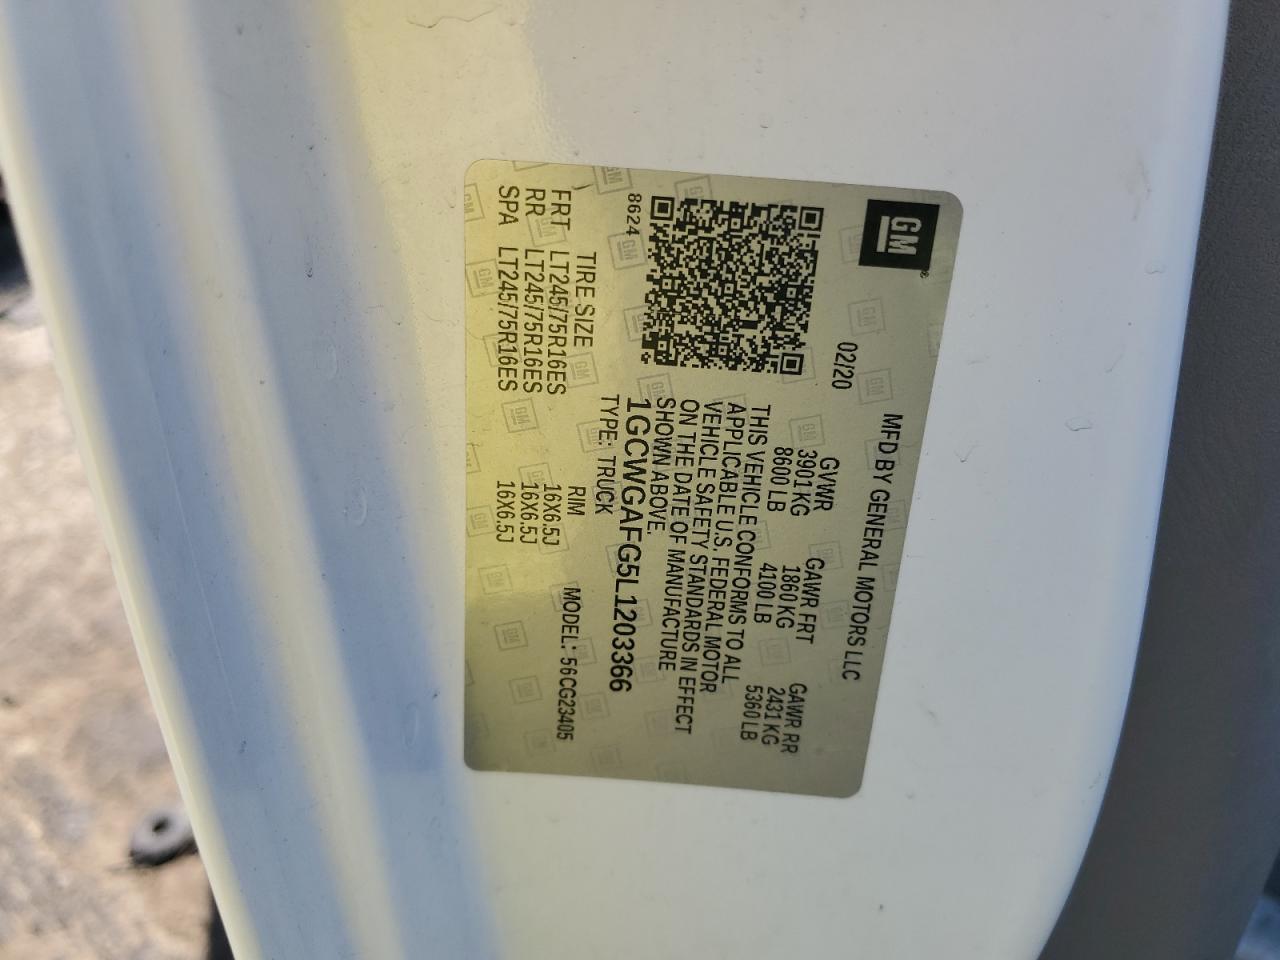 GM
MFD BY GENERAL MOTORS LLC
02/20
GVWR GAWR FRT GAWR RR
3901 KG 1860 KG 2431 KG
8600 LB 4100 LB 5360 LB
THIS VEHICLE CONFORMS TO ALL
APPLICABLE U.S. FEDERAL MOTOR
VEHICLE SAFETY STANDARDS IN EFFECT
ON THE DATE OF MANUFACTURE
SHOWN ABOVE.
8624
1GCWGAFG5L1203366
TYPE: TRUCK
TIRE SIZE RIM MODEL: 56CG23405
FRT LT245/75R16ES 16X6.5J
RR LT245/75R16ES 16X6.5J
SPA LT245/75R16ES 16X6.5J